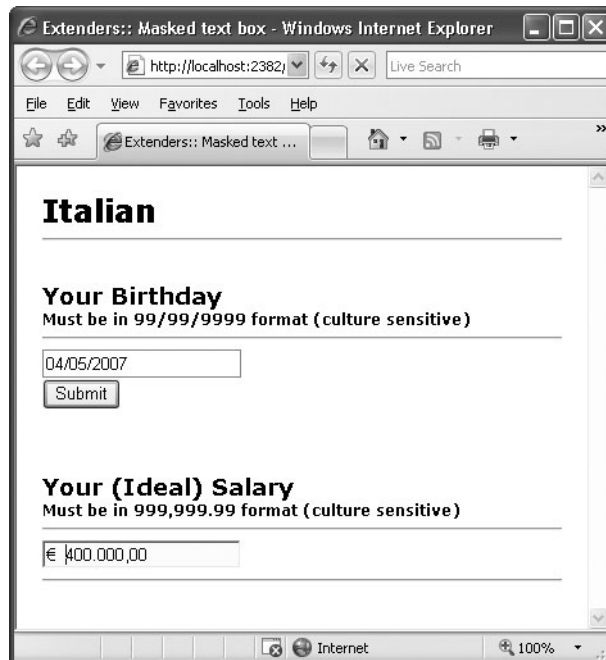 Extenders:: Masked text box - Windows Internet Explorer
http://localhost:2382/
Live Search
File Edit View Favorites Tools Help
Extenders:: Masked text ...
»
Italian
Your Birthday
Must be in 99/99/9999 format (culture sensitive)
04/05/2007
Submit
Your (Ideal) Salary
Must be in 999,999.99 format (culture sensitive)
€ 400.000,00
Internet
100%